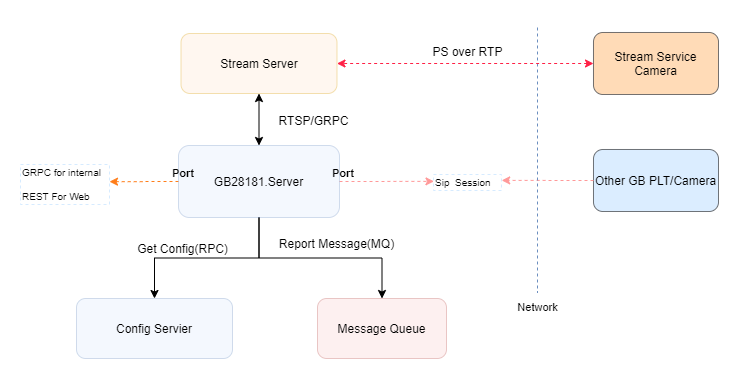 PS over RTP
Stream Server
Stream Service
Camera
RTSP/GRPC
GRPC for internal
REST For Web
Port
GB28181.Server
Port
Sip Session
Other GB PLT/Camera
Get Config(RPC)
Report Message(MQ)
Network
Config Servier
Message Queue